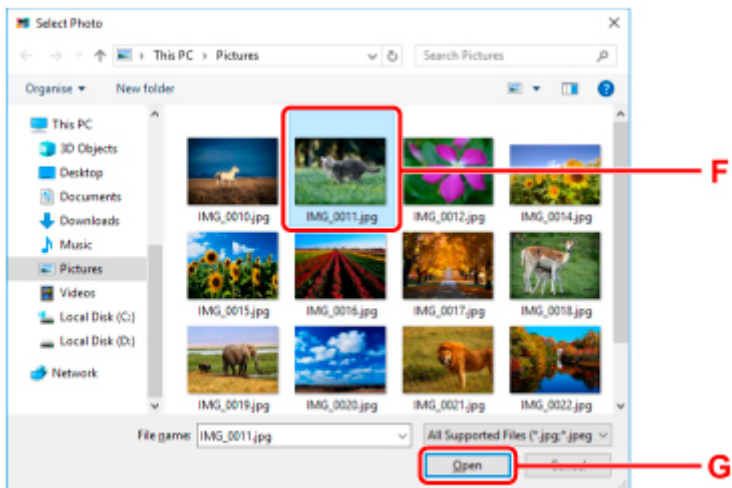 Select Photo
This PC > Pictures
Search Pictures
Organise
New folder
This PC
3D Objects
Desktop
Documents
Downloads
Music
Pictures
Videos
Local Disk (C:)
Local Disk (D:)
Network
IMG_0010.jpg
IMG_0011.jpg
IMG_0012.jpg
IMG_0014.jpg
F
IMG_0015.jpg
IMG_0016.jpg
IMG_0017.jpg
IMG_0018.jpg
IMG_0019.jpg
IMG_0020.jpg
IMG_0021.jpg
IMG_0022.jpg
File name: IMG_0011.jpg
All Supported Files (*.jpg;*.jpeg
Open
G